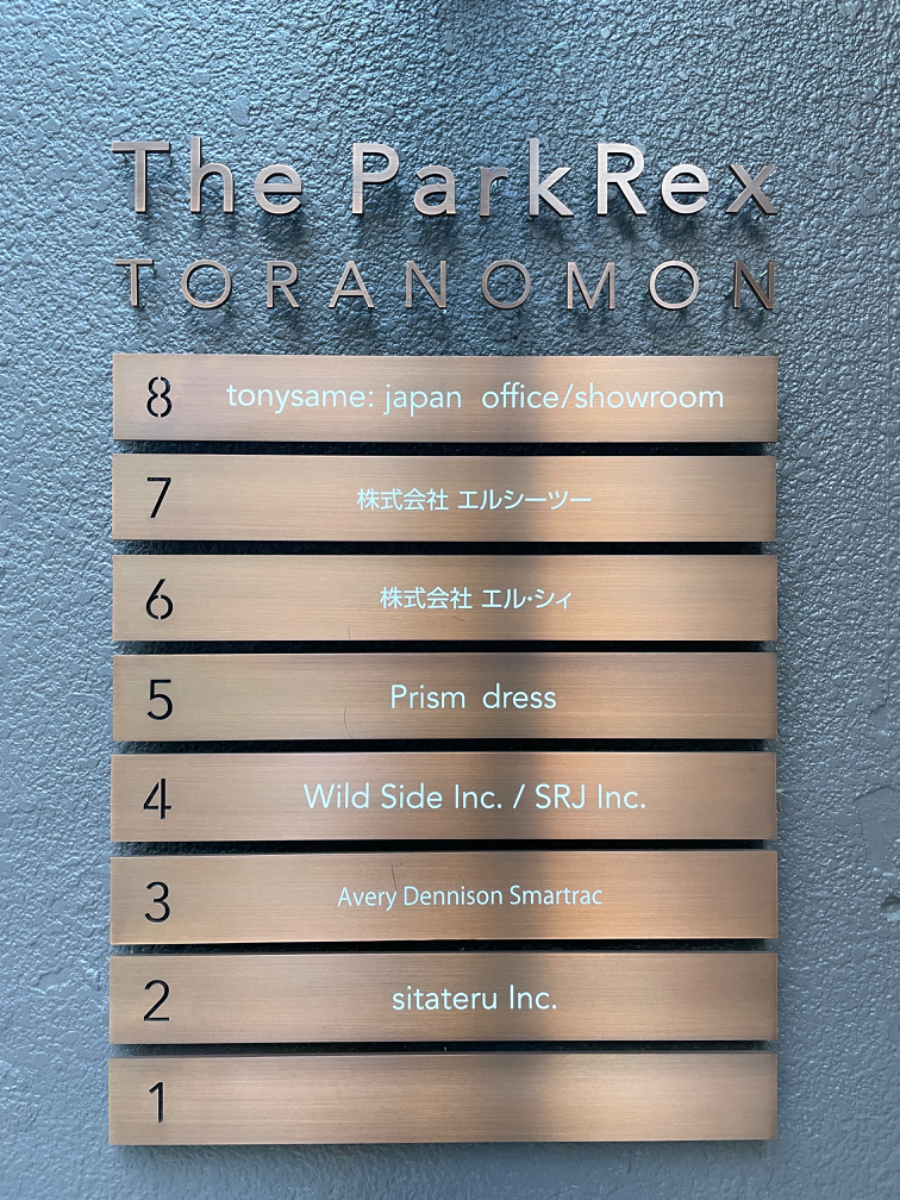 The ParkRex
TORANOMON
8 tonysame: japan office/showroom
7 株式会社 エルシーツー
6 株式会社 エル・シィ
5 Prism dress
4 Wild Side Inc. / SRJ Inc.
3 Avery Dennison Smartrac
2 sitateru Inc.
1